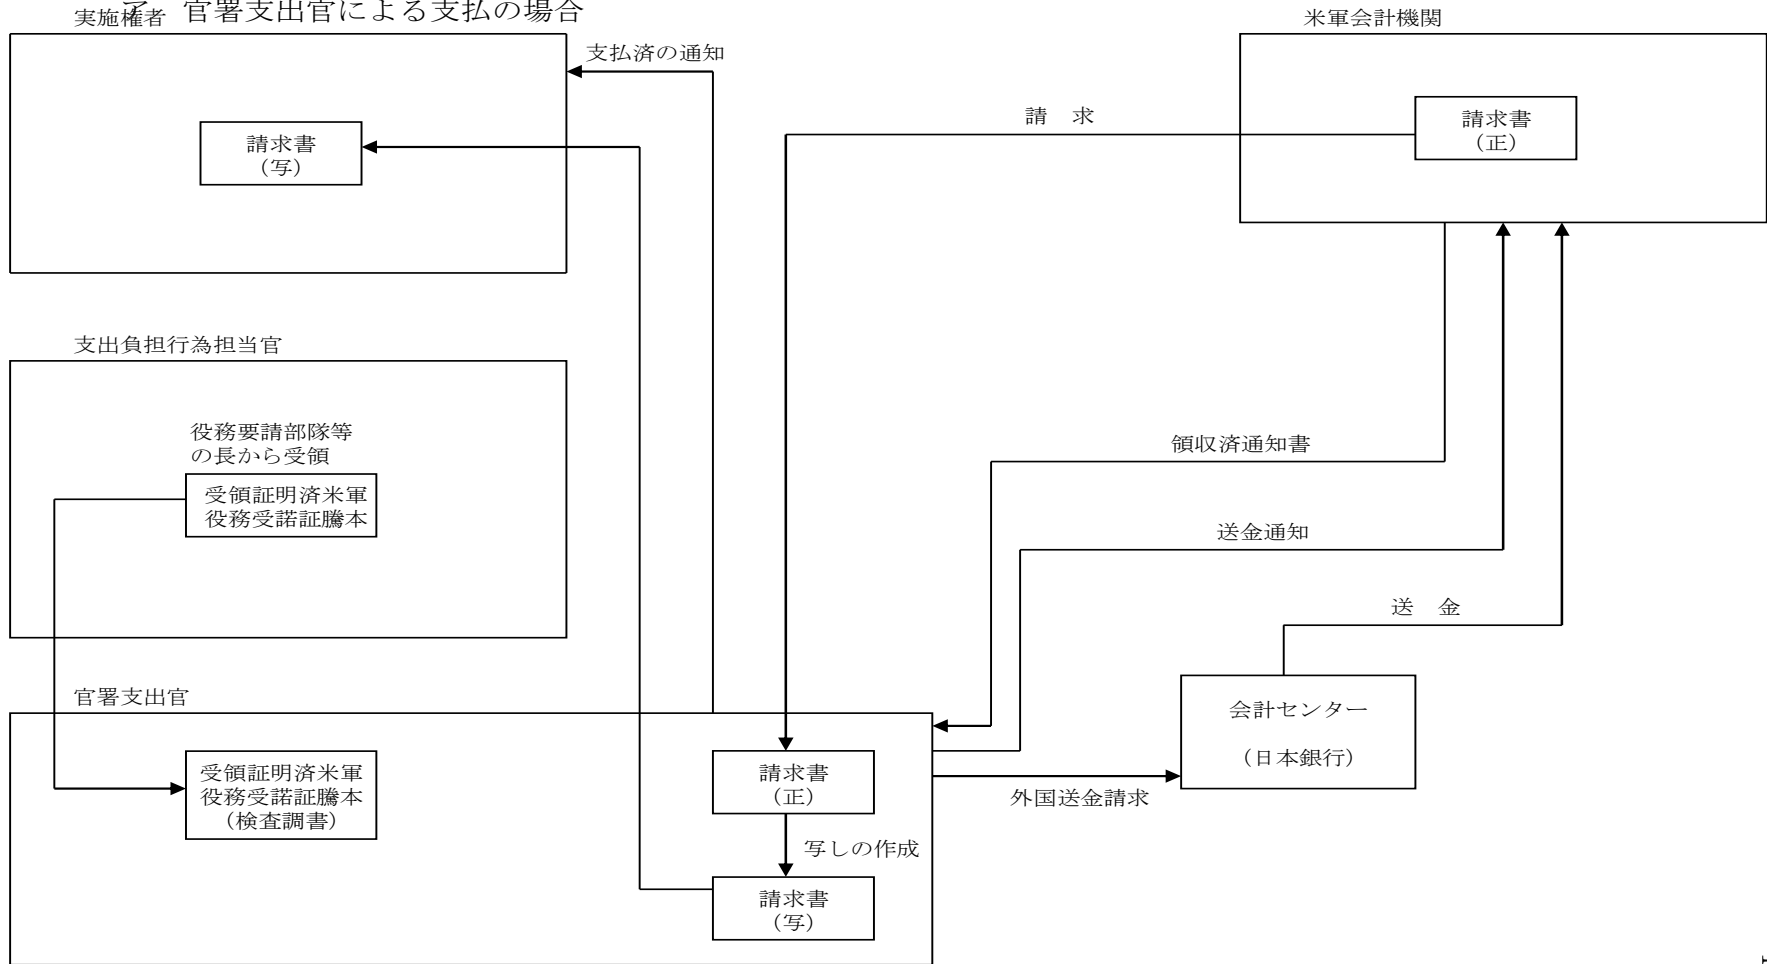 ア　官署支出官による支払の場合
実施権者
米軍会計機関
支払済の通知
請　求
請求書
（正）
請求書
（写）
支出負担行為担当官
役務要請部隊等
の長から受領
受領証明済米軍
役務受諾証謄本
領収済通知書
送金通知
送　金
官署支出官
会計センター
（日本銀行）
受領証明済米軍
役務受諾証謄本
（検査調書）
請求書
（正）
外国送金請求
写しの作成
請求書
（写）